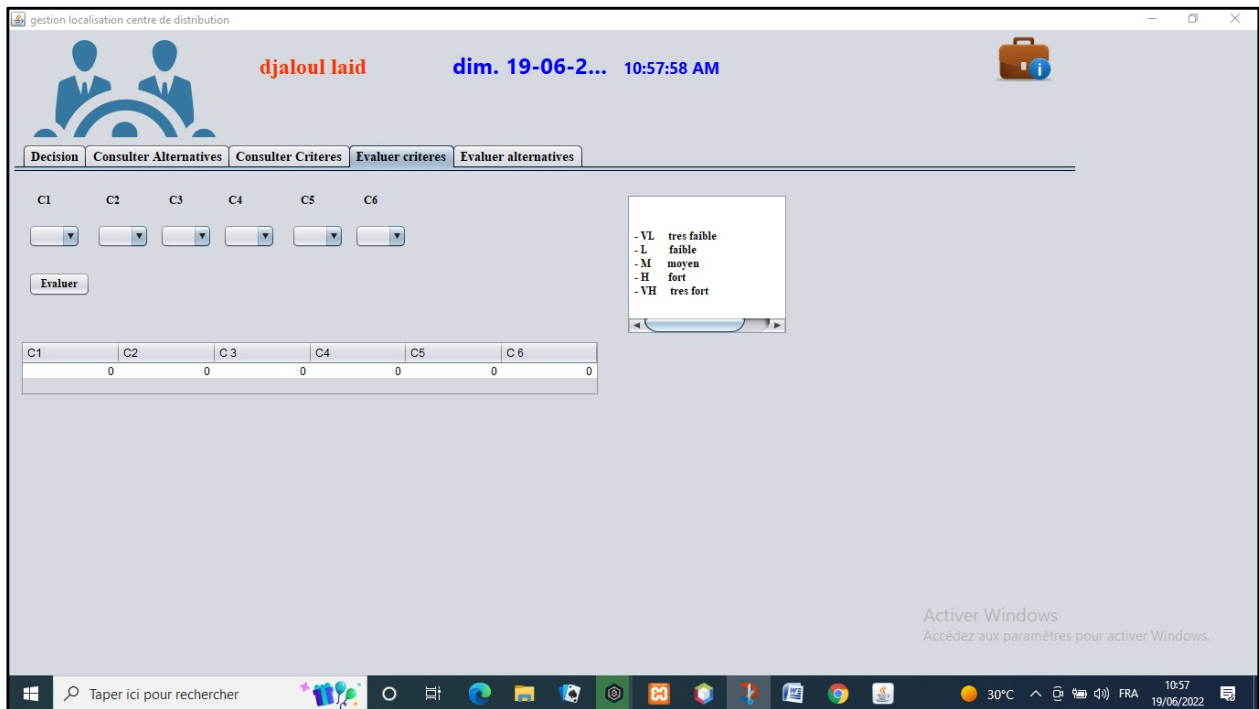 gestion localisation centre de distribution
djaloul laid dim. 19-06-2... 10:57:58 AM
Decision Consulter Alternatives Consulter Criteres Evaluer criteres Evaluer alternatives
C1 C2 C3 C4 C5 C6
- VL tres faible
- L faible
- M moyen
- H fort
- VH tres fort
Evaluer
C1 C2 C 3 C4 C5 C 6
0 0 0 0 0 0
Activer Windows
Accédez aux paramètres pour activer Windows.
Taper ici pour rechercher
30°C FRA 10:57
19/06/2022